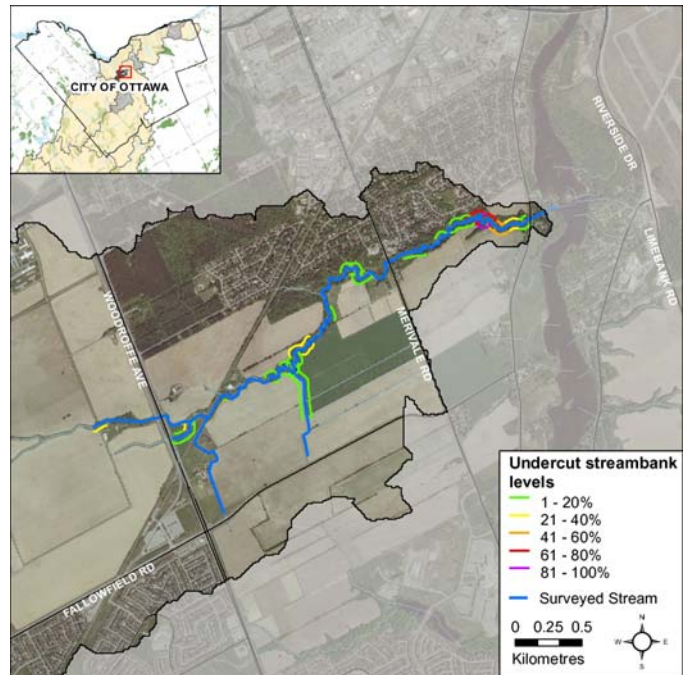 CITY OF OTTAWA
RIVERSIDE DR
LIMEBANK RD
WOODROFFE AVE
MERIVALE RD
FALLOWFIELD RD
Undercut streambank
levels
1 - 20%
21 - 40%
41 - 60%
61 - 80%
81 - 100%
Surveyed Stream
0 0.25 0.5
Kilometres
N
W E
S